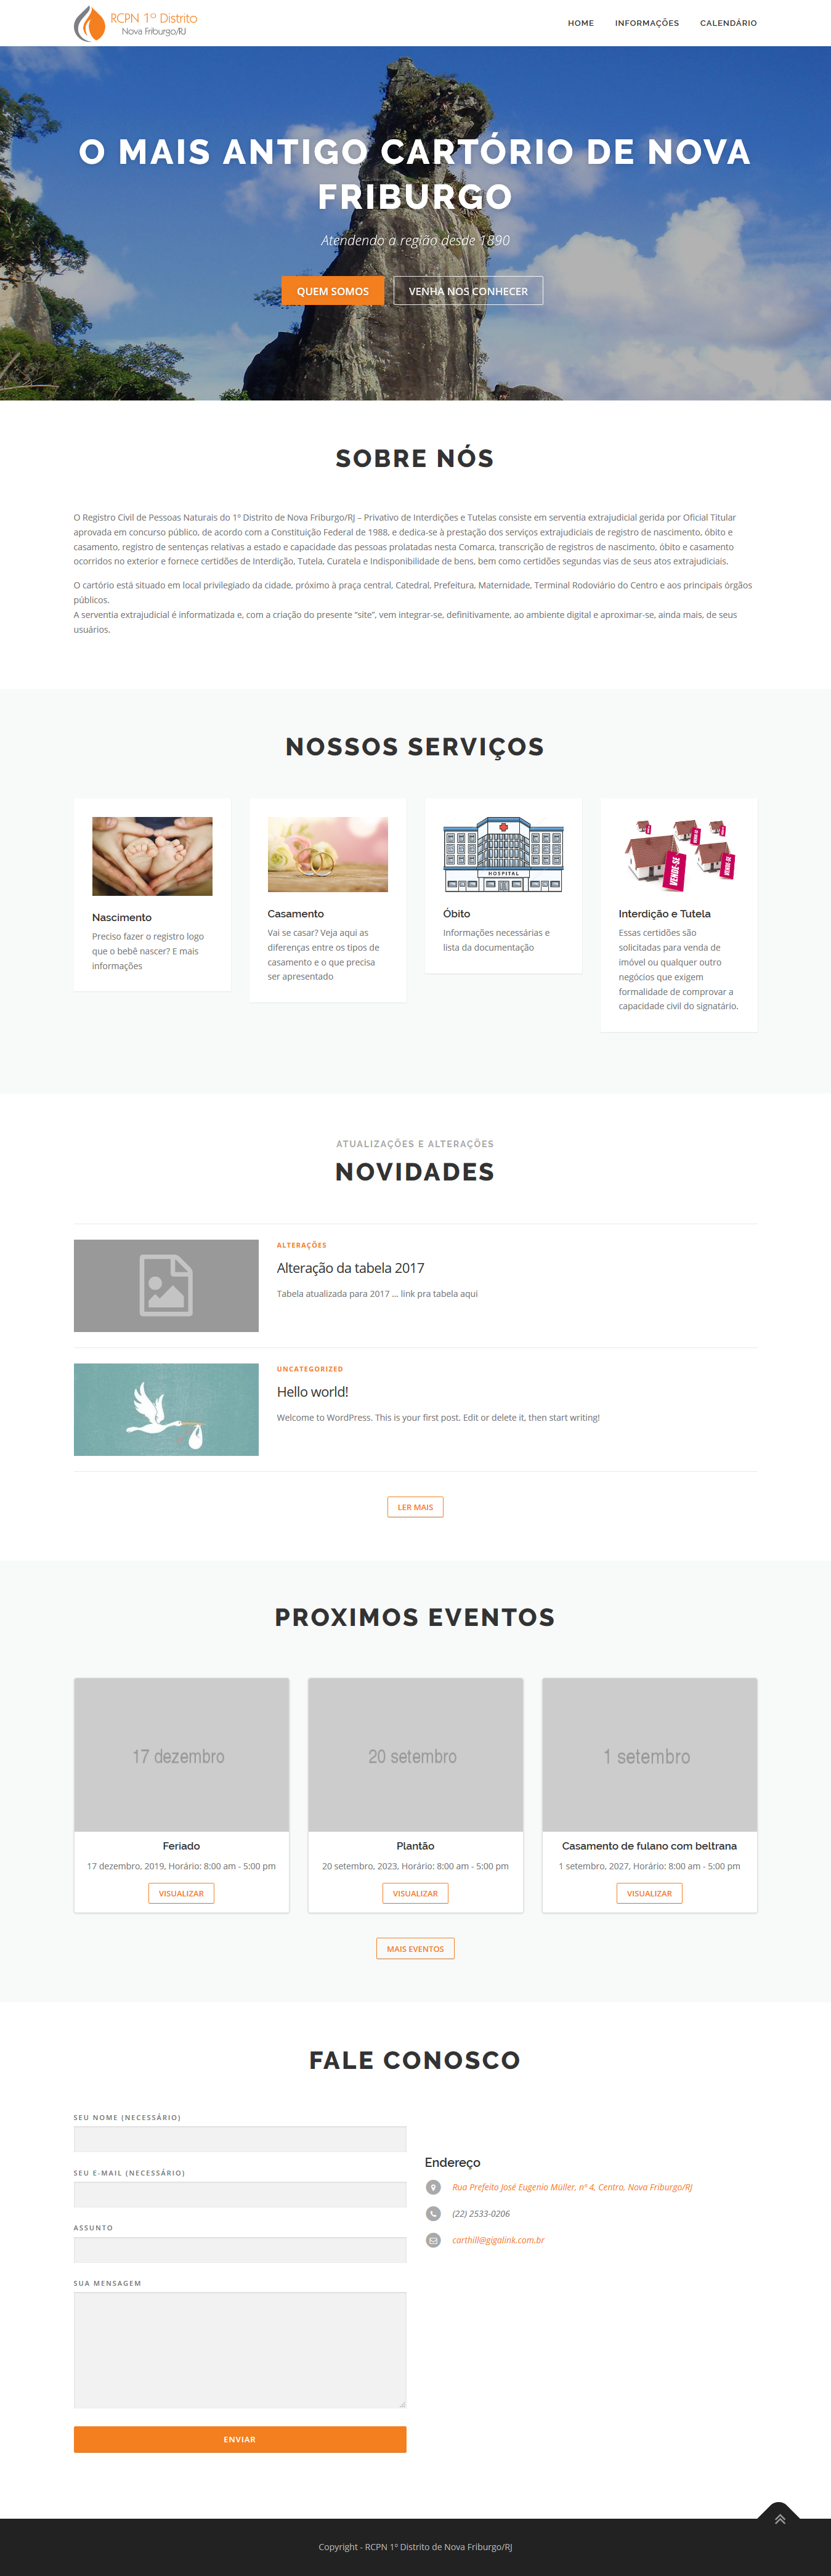 RCPN 1º Distrito
Nova Friburgo/RJ
HOME INFORMAÇÕES CALENDÁRIO
O MAIS ANTIGO CARTÓRIO DE NOVA
FRIBURGO
Atendendo a região desde 1890
QUEM SOMOS VENHA NOS CONHECER
SOBRE NÓS
O Registro Civil de Pessoas Naturais do 1º Distrito de Nova Friburgo/RJ – Privativo de Interdições e Tutelas consiste em serventia extrajudicial gerida por Oficial Titular
aprovada em concurso público, de acordo com a Constituição Federal de 1988, e dedica-se à prestação dos serviços extrajudiciais de registro de nascimento, óbito e
casamento, registro de sentenças relativas a estado e capacidade das pessoas prolatadas nesta Comarca, transcrição de registros de nascimento, óbito e casamento
ocorridos no exterior e fornece certidões de Interdição, Tutela, Curatela e Indisponibilidade de bens, bem como certidões segundas vias de seus atos extrajudiciais.
O cartório está situado em local privilegiado da cidade, próximo à praça central, Catedral, Prefeitura, Maternidade, Terminal Rodoviário do Centro e aos principais órgãos
públicos.
A serventia extrajudicial é informatizada e, com a criação do presente “site”, vem integrar-se, definitivamente, ao ambiente digital e aproximar-se, ainda mais, de seus
usuários.
NOSSOS SERVIÇOS
Nascimento
Preciso fazer o registro logo
que o bebê nascer? E mais
informações
Casamento
Vai se casar? Veja aqui as
diferenças entre os tipos de
casamento e o que precisa
ser apresentado
HOSPITAL
Óbito
Informações necessárias e
lista da documentação
VENDE-SE
VENDE-SE
Interdição e Tutela
Essas certidões são
solicitadas para venda de
imóvel ou qualquer outro
negócios que exigem
formalidade de comprovar a
capacidade civil do signatário.
ATUALIZAÇÕES E ALTERAÇÕES
NOVIDADES
ALTERAÇÕES
Alteração da tabela 2017
Tabela atualizada para 2017 ... link pra tabela aqui
UNCATEGORIZED
Hello world!
Welcome to WordPress. This is your first post. Edit or delete it, then start writing!
LER MAIS
PROXIMOS EVENTOS
17 dezembro
Feriado
17 dezembro, 2019, Horário: 8:00 am - 5:00 pm
VISUALIZAR
20 setembro
Plantão
20 setembro, 2023, Horário: 8:00 am - 5:00 pm
VISUALIZAR
1 setembro
Casamento de fulano com beltrana
1 setembro, 2027, Horário: 8:00 am - 5:00 pm
VISUALIZAR
MAIS EVENTOS
FALE CONOSCO
SEU NOME (NECESSÁRIO)
SEU E-MAIL (NECESSÁRIO)
ASSUNTO
SUA MENSAGEM
ENVIAR
Endereço
Rua Prefeito José Eugenio Müller, nº 4, Centro, Nova Friburgo/RJ
(22) 2533-0206
carthill@gigalink.com.br
Copyright - RCPN 1º Distrito de Nova Friburgo/RJ